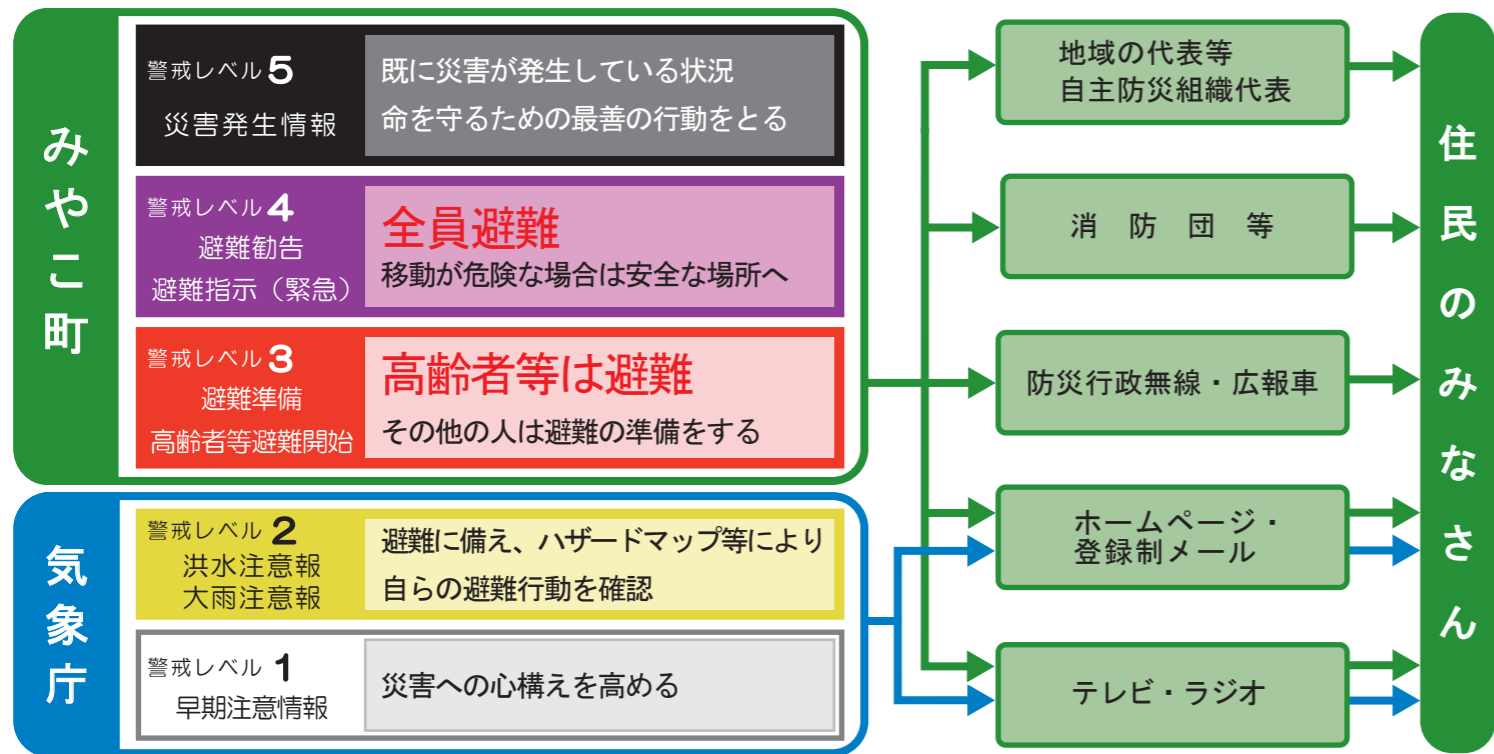 みやこ町
警戒レベル 5
災害発生情報
既に災害が発生している状況
命を守るための最善の行動をとる
警戒レベル 4
避難勧告
避難指示（緊急）
全員避難
移動が危険な場合は安全な場所へ
警戒レベル 3
避難準備
高齢者等避難開始
高齢者等は避難
その他の人は避難の準備をする
気象庁
警戒レベル 2
洪水注意報
大雨注意報
避難に備え、ハザードマップ等により
自らの避難行動を確認
警戒レベル 1
早期注意情報
災害への心構えを高める
地域の代表等
自主防災組織代表
消防団等
防災行政無線・広報車
ホームページ・
登録制メール
テレビ・ラジオ
住民のみなさん